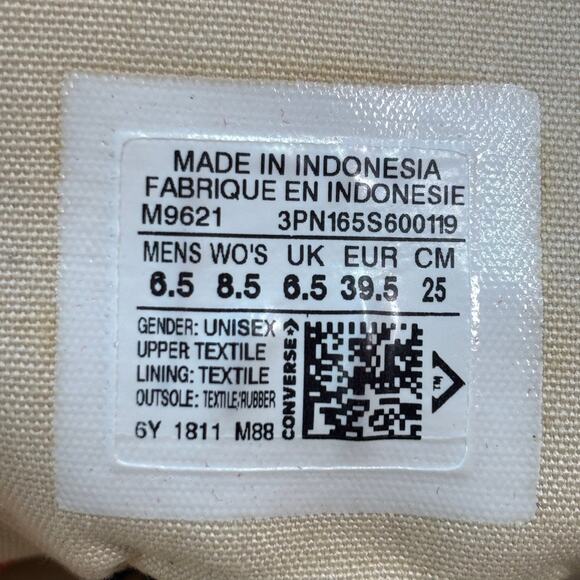 MADE IN INDONESIA
FABRIQUE EN INDONESIE
M9621 3PN165S600119
MENS WO'S UK EUR CM
6.5 8.5 6.5 39.5 25
GENDER: UNISEX
UPPER TEXTILE
LINING: TEXTILE
OUTSOLE: TEXTILE/RUBBER
6Y 1811 M88
CONVERSE